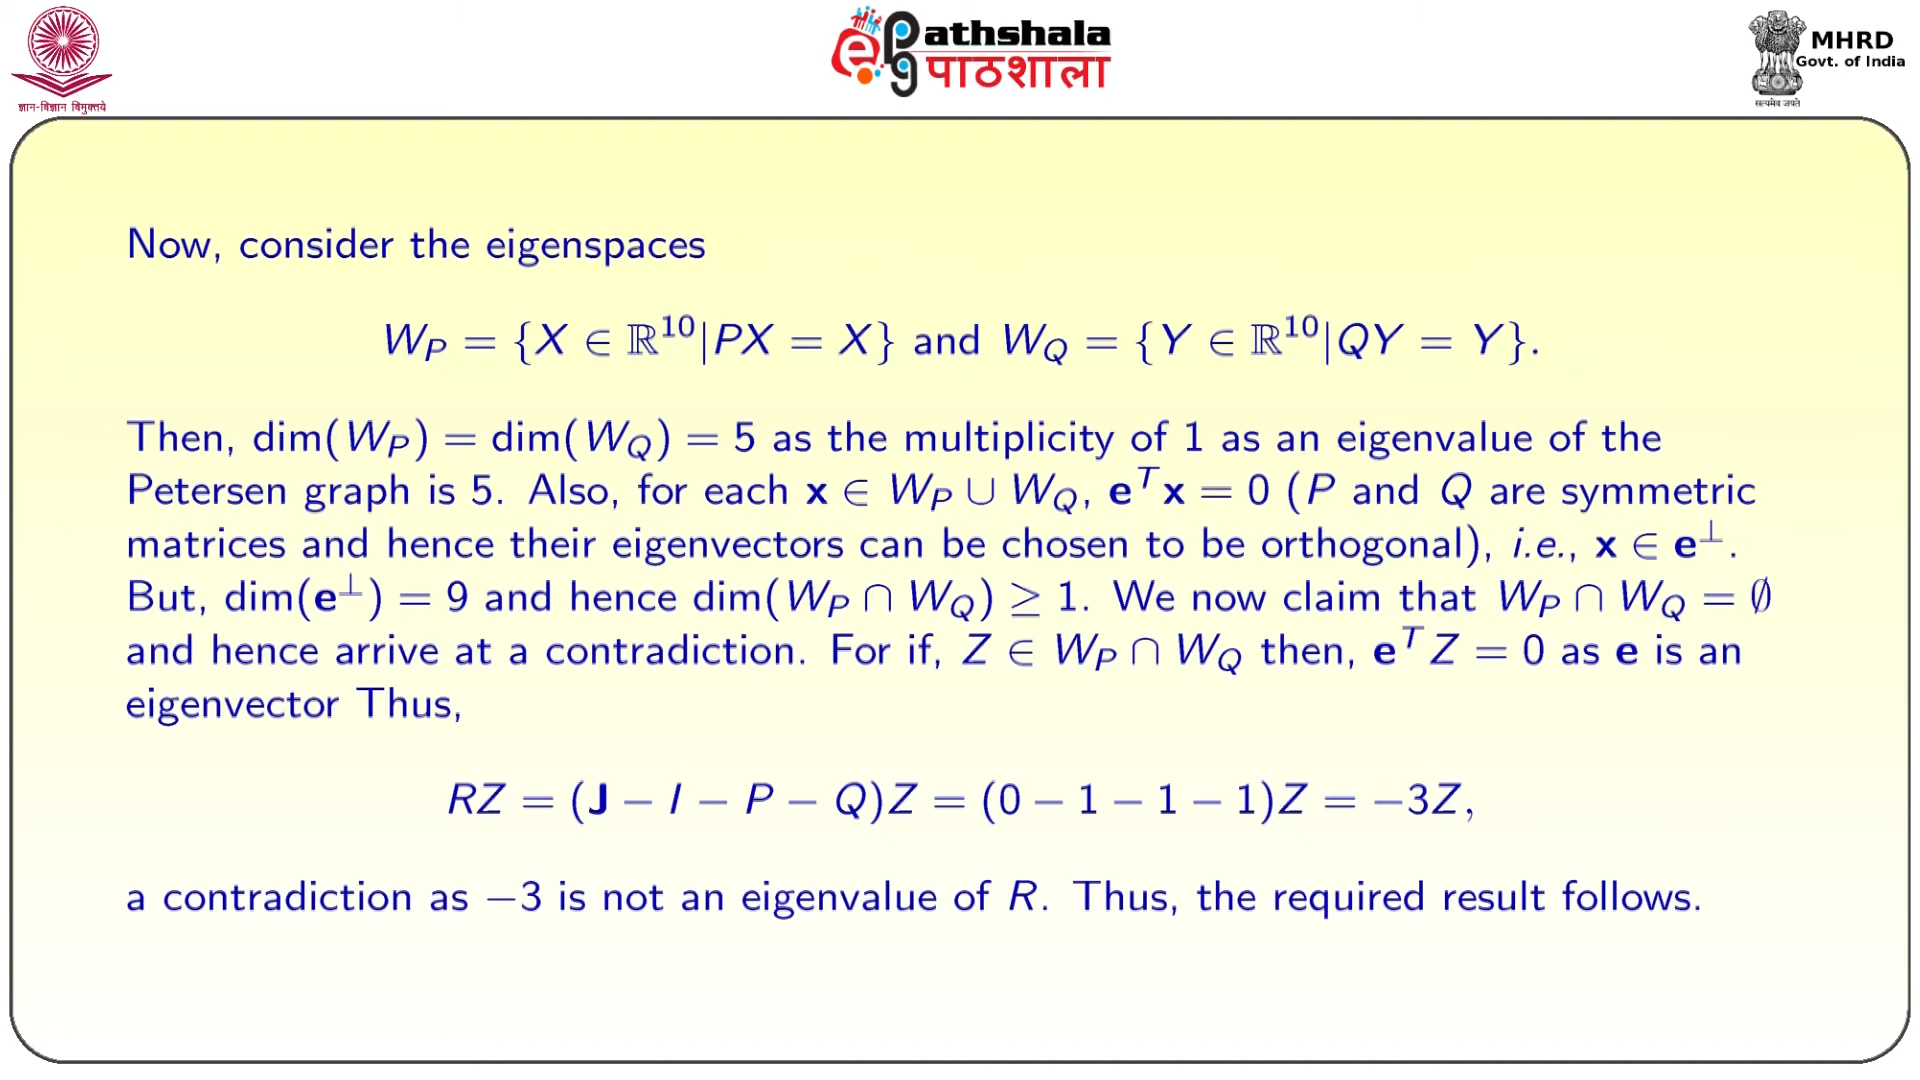 ज्ञान-विज्ञान विमुक्तये
ePG Pathshala
पाठशाला
MHRD
Govt. of India
सत्यमेव जयते
Now, consider the eigenspaces
W_P = {X ∈ ℝ^10|PX = X} and W_Q = {Y ∈ ℝ^10|QY = Y}.
Then, dim(W_P) = dim(W_Q) = 5 as the multiplicity of 1 as an eigenvalue of the
Petersen graph is 5. Also, for each x ∈ W_P ∪ W_Q, e^T x = 0 (P and Q are symmetric
matrices and hence their eigenvectors can be chosen to be orthogonal), i.e., x ∈ e^⊥.
But, dim(e^⊥) = 9 and hence dim(W_P ∩ W_Q) ≥ 1. We now claim that W_P ∩ W_Q = ∅
and hence arrive at a contradiction. For if, Z ∈ W_P ∩ W_Q then, e^T Z = 0 as e is an
eigenvector Thus,
RZ = (J − I − P − Q)Z = (0 − 1 − 1 − 1)Z = −3Z,
a contradiction as −3 is not an eigenvalue of R. Thus, the required result follows.